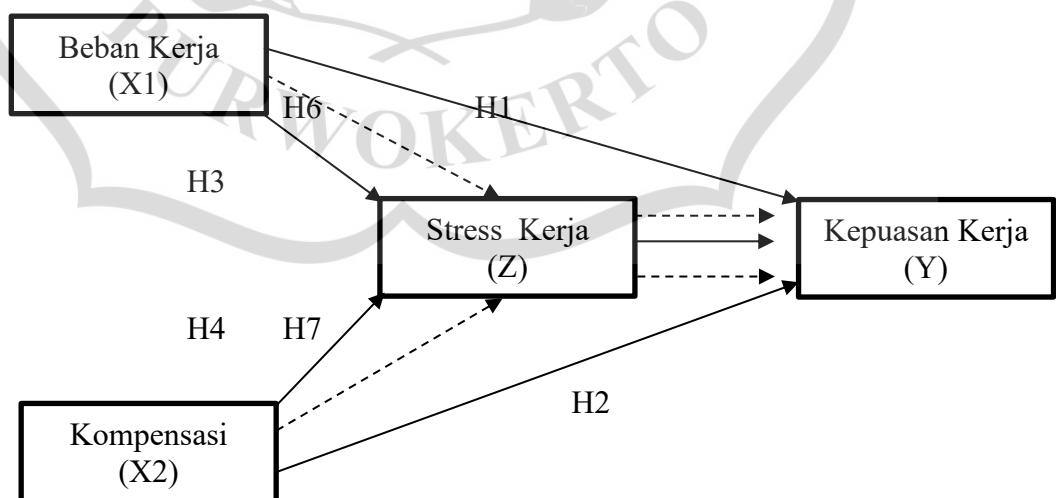 Beban Kerja
(X1)
H6
H1
PURWOKERTO
H3
Stress Kerja
(Z)
Kepuasan Kerja
(Y)
H4
H7
H2
Kompensasi
(X2)